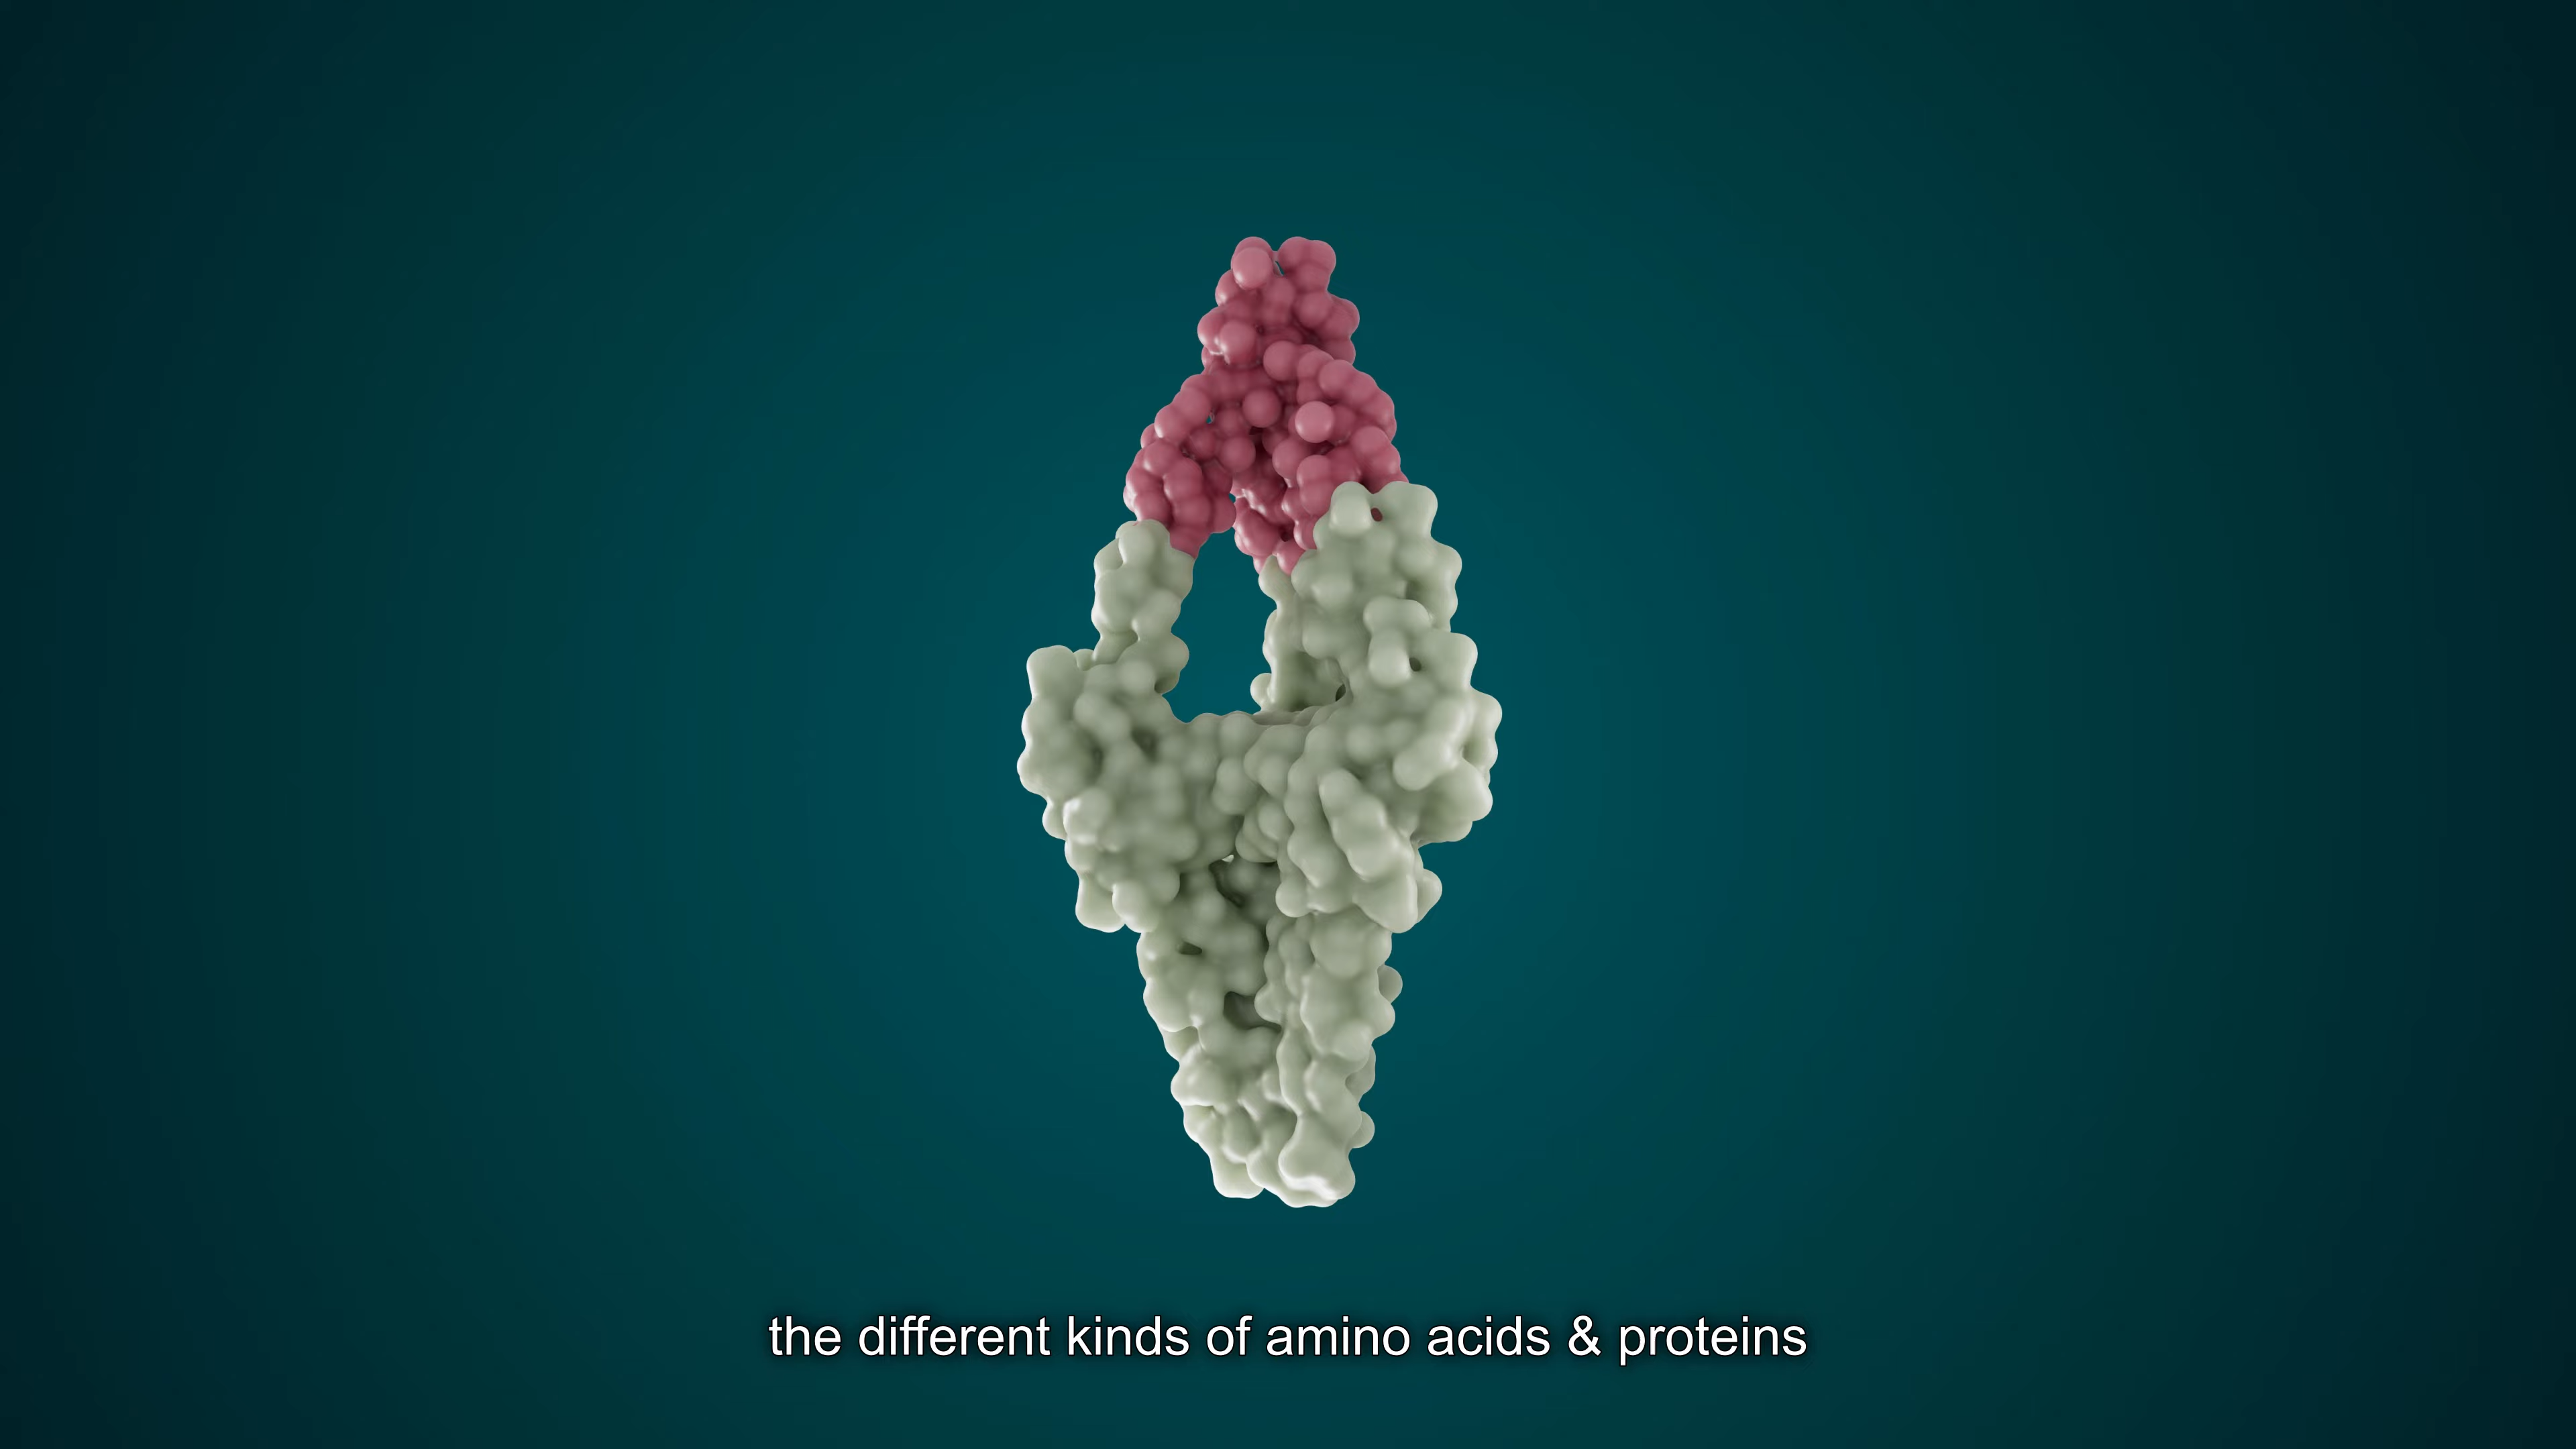 the different kinds of amino acids & proteins